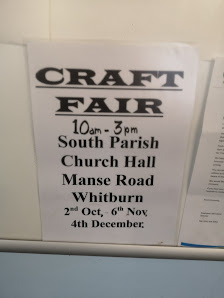 CRAFT
FAIR
10am - 3pm
South Parish
Church Hall
Manse Road
Whitburn
2nd Oct, 6th Nov,
4th December,